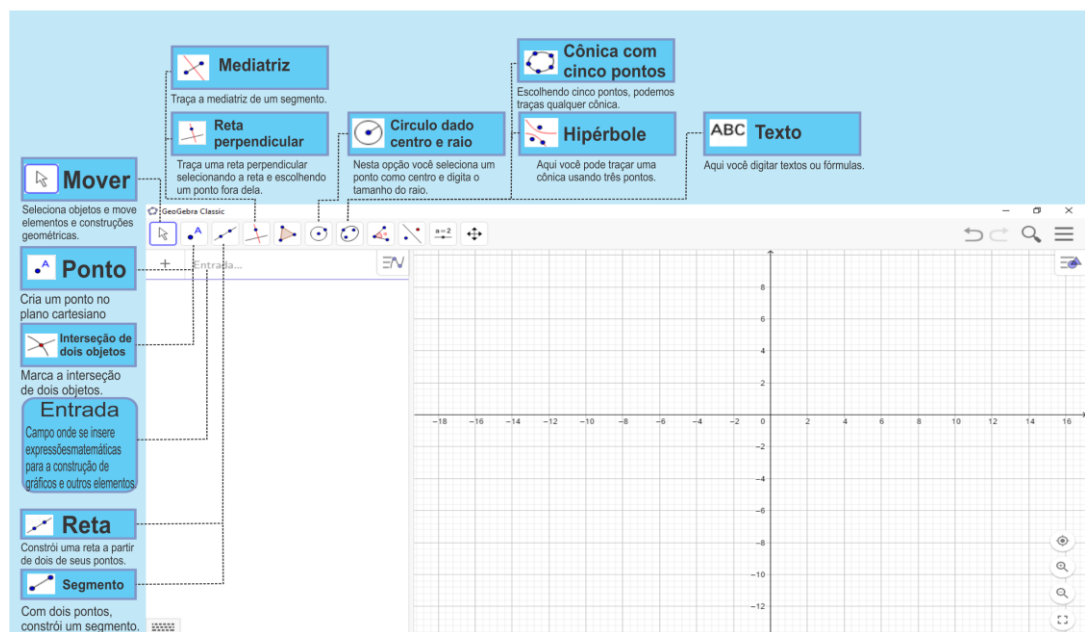 Mediatriz
Traça a mediatriz de um segmento.
Reta
perpendicular
Traça uma reta perpendicular
selecionando a reta e escolhendo
um ponto fora dela.
Circulo dado
centro e raio
Nesta opção você seleciona um
ponto como centro e digita o
tamanho do raio.
Cônica com
cinco pontos
Escolhendo cinco pontos, podemos
traças qualquer cônica.
Hipérbole
Aqui você pode traçar uma
cônica usando três pontos.
ABC Texto
Aqui você digitar textos ou fórmulas.
Mover
Seleciona objetos e move
elementos e construções
geométricas.
A Ponto
Cria um ponto no
plano cartesiano
Interseção de
dois objetos
Marca a interseção
de dois objetos.
Entrada
Campo onde se insere
expressõesmatemáticas
para a construção de
gráficos e outros elementos
Reta
Constrói uma reta a partir
de dois de seus pontos.
Segmento
Com dois pontos,
constrói um segmento.
GeoGebra Classic
A
a=2
+ Entrada...
8
6
4
2
−18 −16 −14 −12 −10 −8 −6 −4 −2 0 2 4 6 8 10 12 14 16
−2
−4
−6
−8
−10
−12